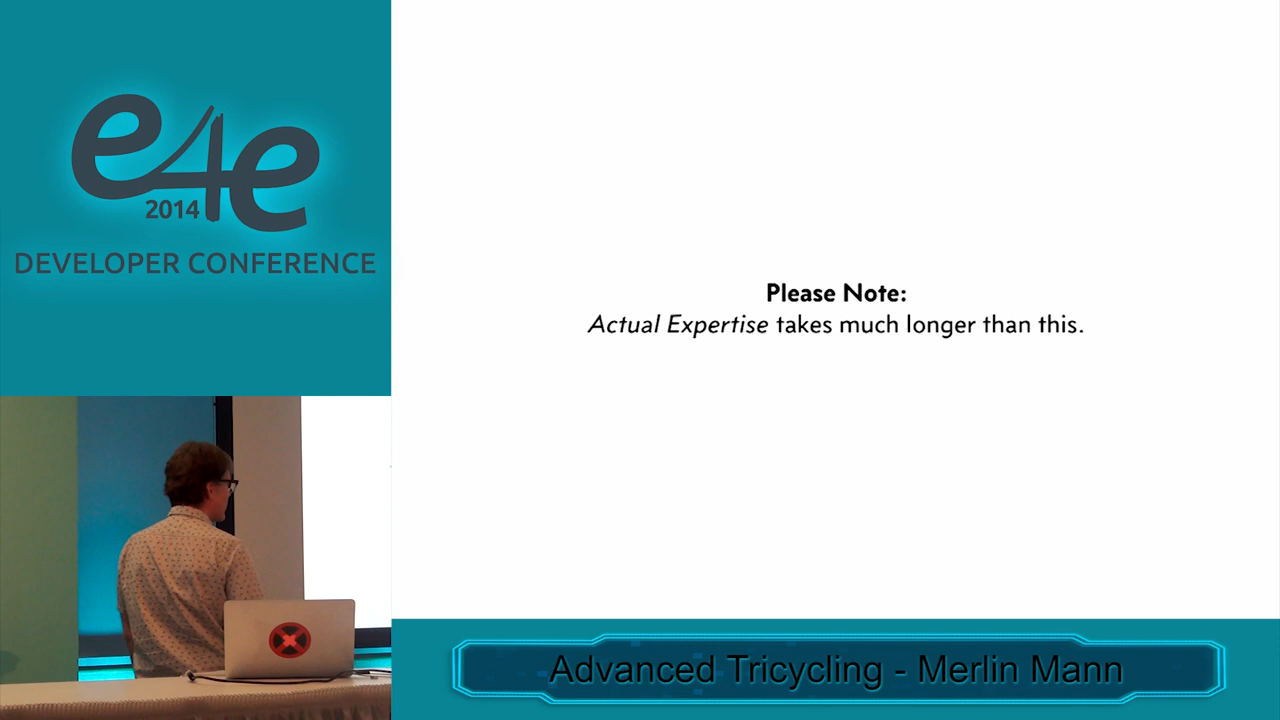 e4e
2014
DEVELOPER CONFERENCE
Please Note:
Actual Expertise takes much longer than this.
Advanced Tricycling - Merlin Mann